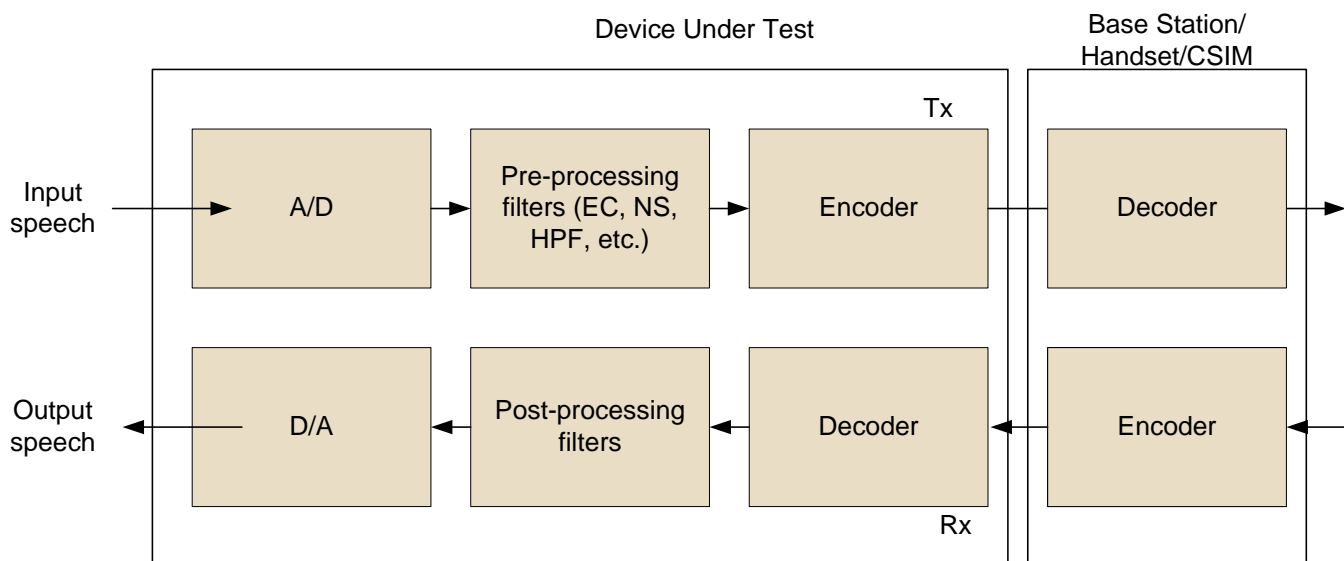 Device Under Test
Base Station/
Handset/CSIM
Tx
Input
speech
A/D
Pre-processing
filters (EC, NS,
HPF, etc.)
Encoder
Decoder
Output
speech
D/A
Post-processing
filters
Decoder
Encoder
Rx